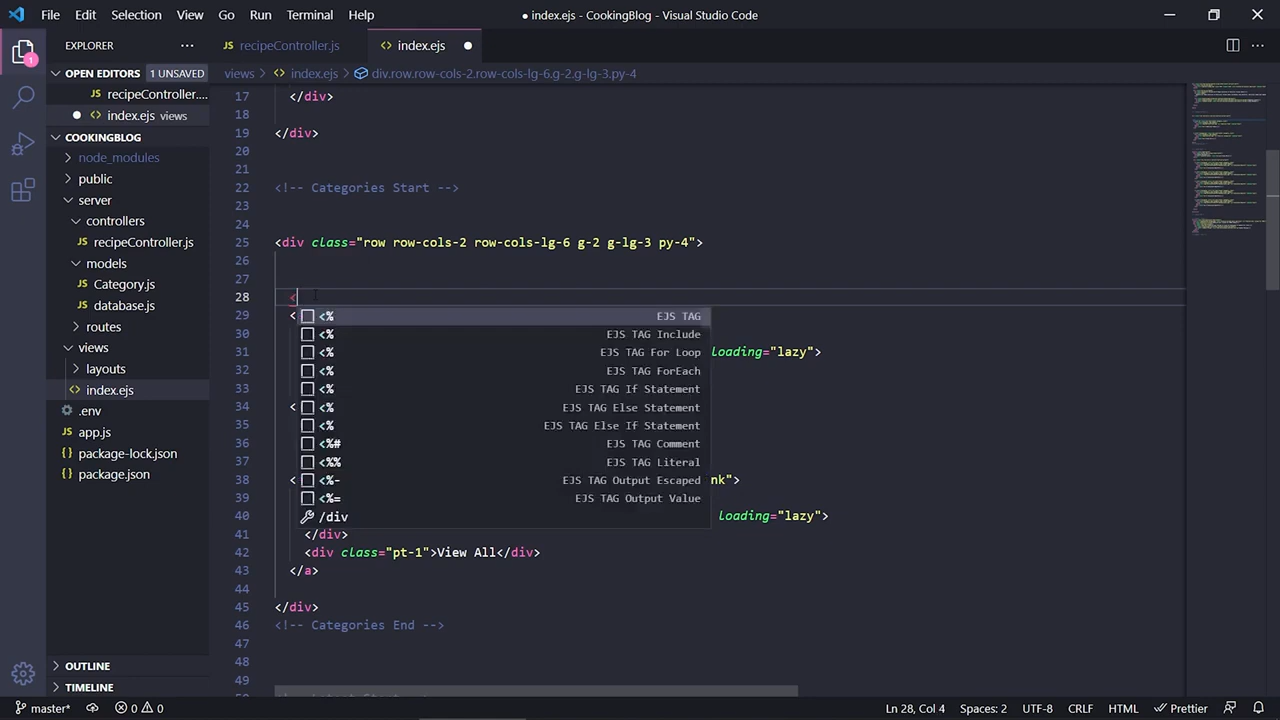 File Edit Selection View Go Run Terminal Help
● index.ejs - CookingBlog - Visual Studio Code
EXPLORER
recipeController.js
index.ejs
OPEN EDITORS 1 UNSAVED
recipeController....
index.ejs views
COOKINGBLOG
node_modules
public
server
controllers
recipeController.js
models
Category.js
database.js
routes
views
layouts
index.ejs
.env
app.js
package-lock.json
package.json
OUTLINE
TIMELINE
1
views > index.ejs > div.row.row-cols-2.row-cols-lg-6.g-2.g-lg-3.py-4
17 </div>
18
19 </div>
20
21
22 <!-- Categories Start -->
23
24
25 <div class="row row-cols-2 row-cols-lg-6 g-2 g-lg-3 py-4">
26
27
28 <
29 <
30
31 loading="lazy">
33
34 <
35
36
37
38 < nk">
39
40 loading="lazy">
41 </div>
42 <div class="pt-1">View All</div>
43 </a>
44
45 </div>
46 <!-- Categories End -->
47
48
49
<% EJS TAG
<% EJS TAG Include
<% EJS TAG For Loop
<% EJS TAG ForEach
<% EJS TAG If Statement
<% EJS TAG Else Statement
<% EJS TAG Else If Statement
<%# EJS TAG Comment
<%% EJS TAG Literal
<%- EJS TAG Output Escaped
<%= EJS TAG Output Value
/div
master* 0 0
Ln 28, Col 4 Spaces: 2 UTF-8 CRLF HTML Prettier